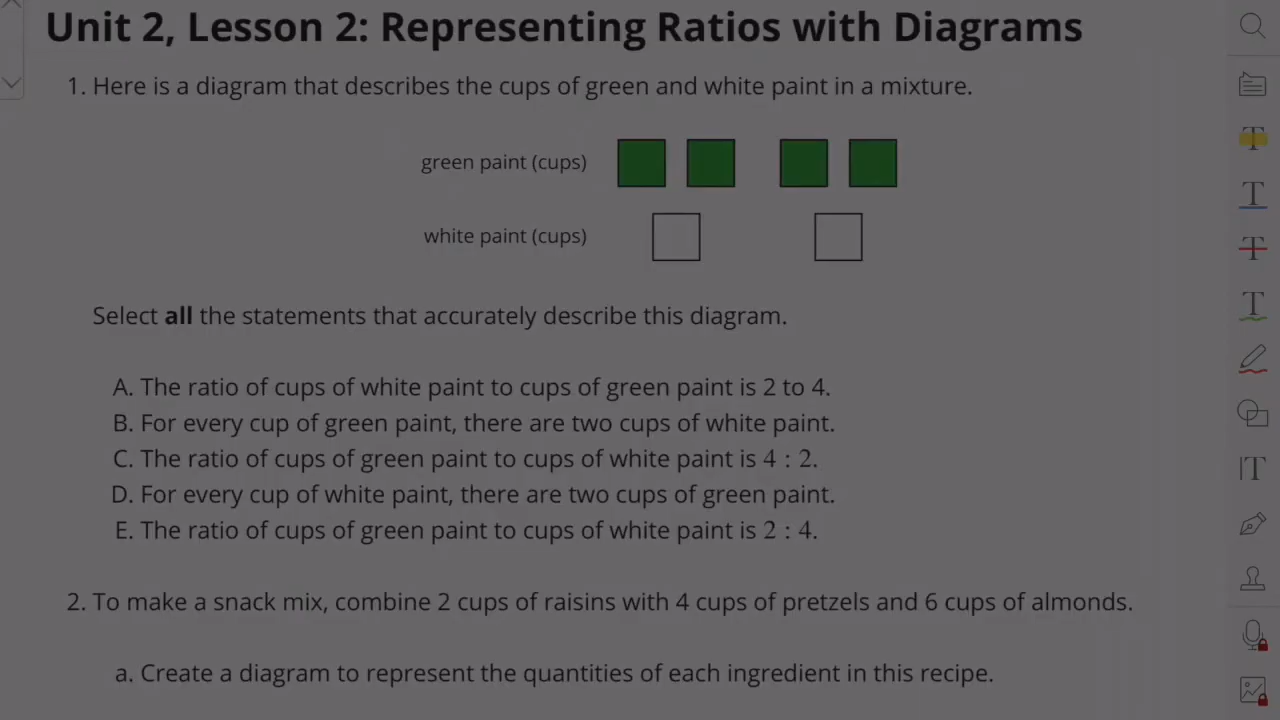 Unit 2, Lesson 2: Representing Ratios with Diagrams
1. Here is a diagram that describes the cups of green and white paint in a mixture.
green paint (cups)
white paint (cups)
Select all the statements that accurately describe this diagram.
A. The ratio of cups of white paint to cups of green paint is 2 to 4.
B. For every cup of green paint, there are two cups of white paint.
C. The ratio of cups of green paint to cups of white paint is 4 : 2.
D. For every cup of white paint, there are two cups of green paint.
E. The ratio of cups of green paint to cups of white paint is 2 : 4.
2. To make a snack mix, combine 2 cups of raisins with 4 cups of pretzels and 6 cups of almonds.
a. Create a diagram to represent the quantities of each ingredient in this recipe.